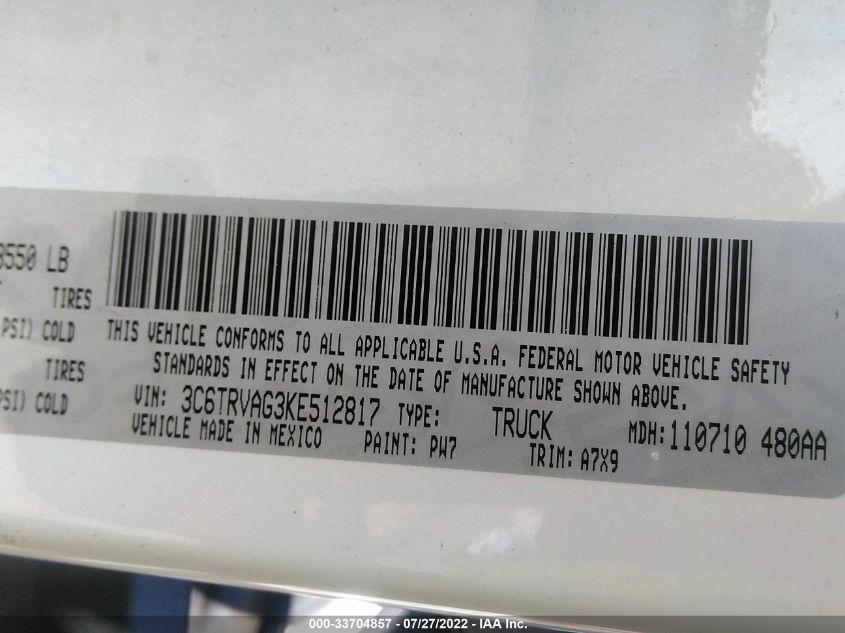 8550 LB
TIRES
PSI) COLD
TIRES
PSI) COLD
THIS VEHICLE CONFORMS TO ALL APPLICABLE U.S.A. FEDERAL MOTOR VEHICLE SAFETY
STANDARDS IN EFFECT ON THE DATE OF MANUFACTURE SHOWN ABOVE.
VIN: 3C6TRVAG3KE512817 TYPE: TRUCK MDH: 110710 480AA
VEHICLE MADE IN MEXICO PAINT: PW7 TRIM: A7X9
000-33704857 - 07/27/2022 - IAA Inc.